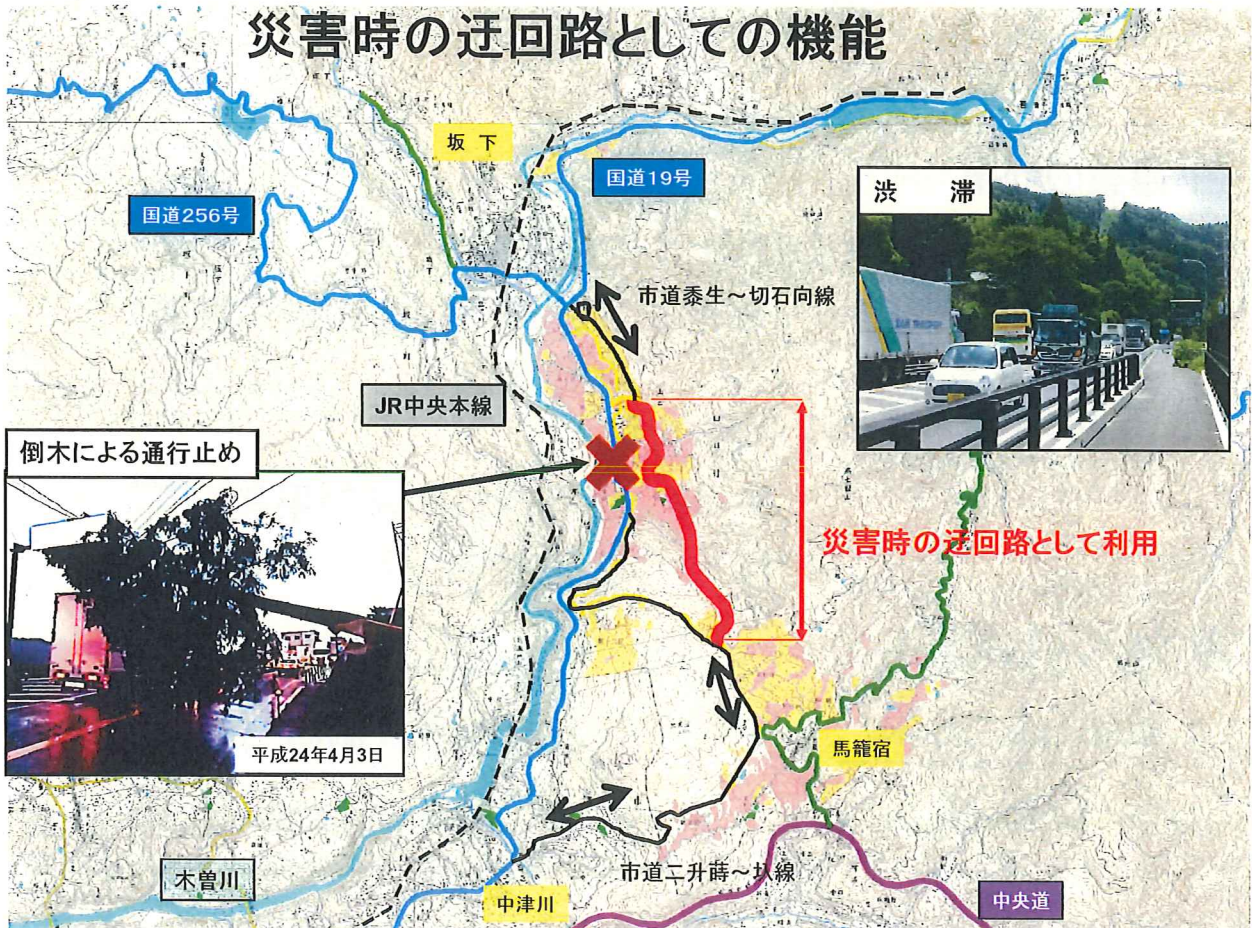 災害時の迂回路としての機能
坂下
国道19号
国道256号
渋滞
市道黍生～切石向線
JR中央本線
倒木による通行止め
災害時の迂回路として利用
平成24年4月3日
馬籠宿
市道二升蒔～圦線
木曽川
中津川
中央道